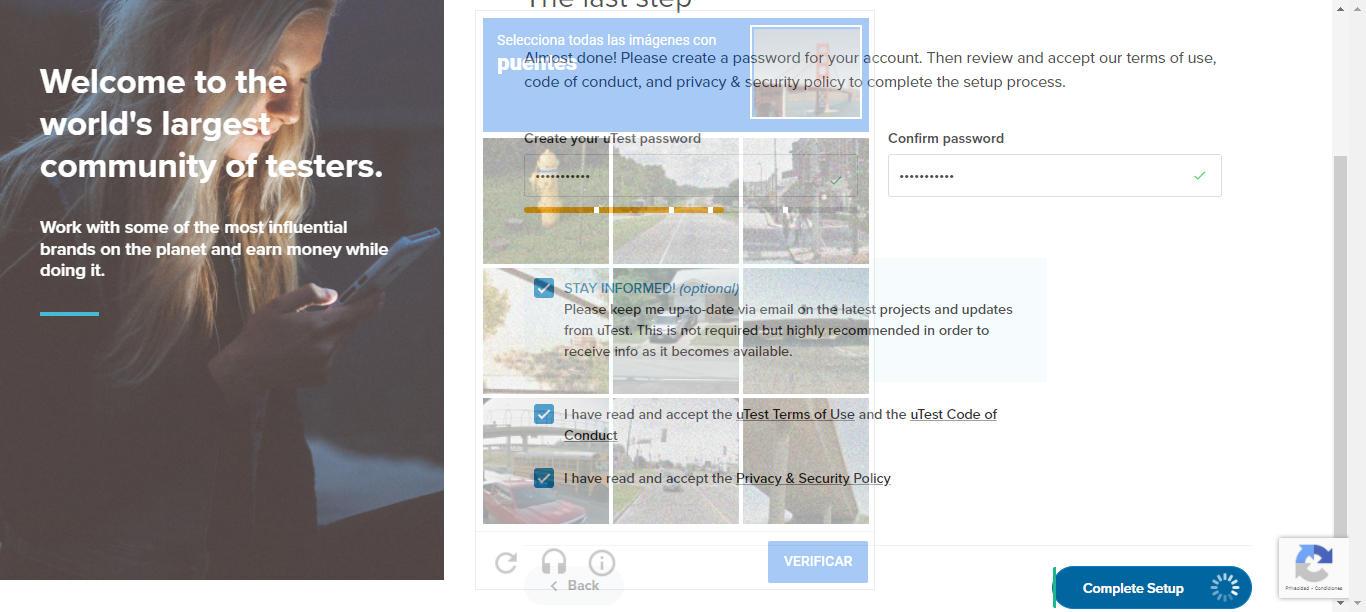 The last step
Welcome to the
world's largest
community of testers.
Work with some of the most influential
brands on the planet and earn money while
doing it.
Selecciona todas las imágenes con
puentes
Almost done! Please create a password for your account. Then review and accept our terms of use,
code of conduct, and privacy & security policy to complete the setup process.
Create your uTest password
Confirm password
STAY INFORMED! (optional)
Please keep me up-to-date via email on the latest projects and updates
from uTest. This is not required but highly recommended in order to
receive info as it becomes available.
I have read and accept the uTest Terms of Use and the uTest Code of
Conduct
I have read and accept the Privacy & Security Policy
VERIFICAR
Back
Complete Setup
Privacidad - Condiciones